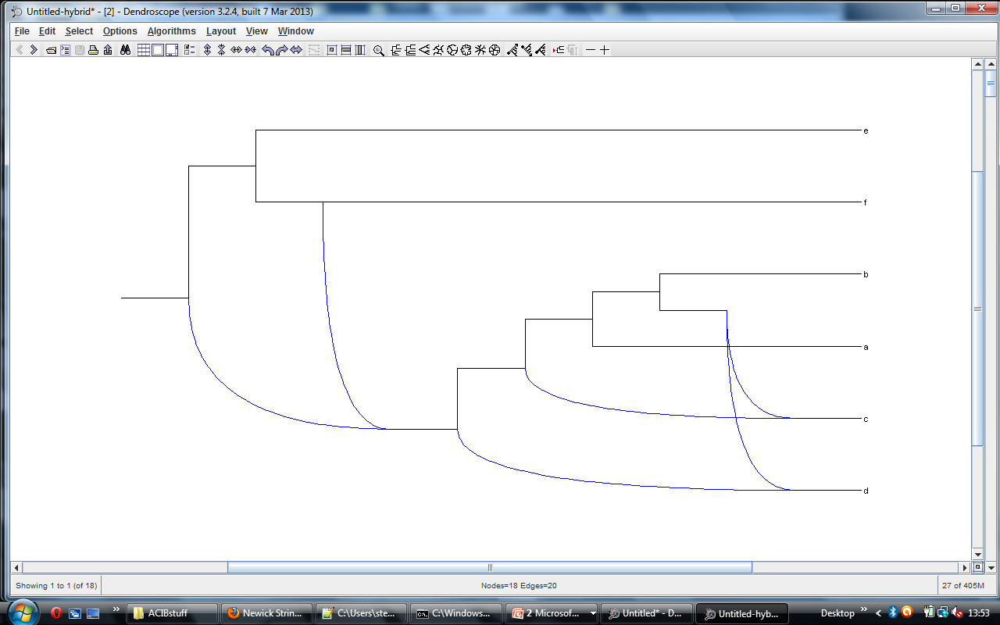 Untitled-hybrid* - [2] - Dendroscope (version 3.2.4, built 7 Mar 2013)
File Edit Select Options Algorithms Layout View Window
e
f
b
a
c
d
Showing 1 to 1 (of 18)
Nodes=18 Edges=20
27 of 405M
ACIBstuff
Newick Strin...
C:\Users\ste...
C:\Windows...
2 Microsof...
Untitled* - D...
Untitled-hyb...
Desktop
13:53